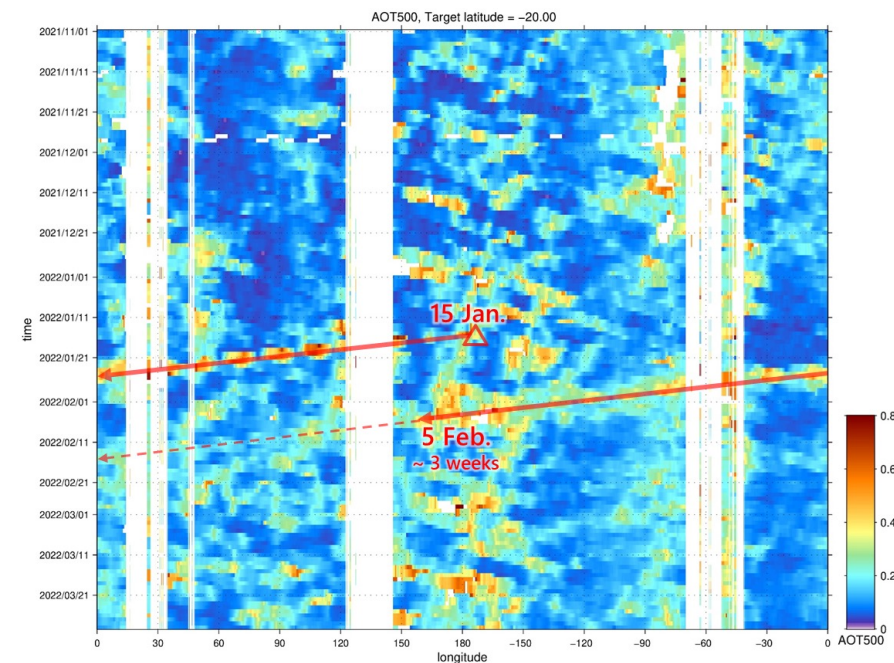 AOT500, Target latitude = −20.00
2021/11/01
2021/11/11
2021/11/21
2021/12/01
2021/12/11
2021/12/21
2022/01/01
2022/01/11
2022/01/21
2022/02/01
2022/02/11
2022/02/21
2022/03/01
2022/03/11
2022/03/21
time
15 Jan.
5 Feb.
~ 3 weeks
0 30 60 90 120 150 180 −150 −120 −90 −60 −30 0
longitude
0.8
0.6
0.4
0.2
0
AOT500